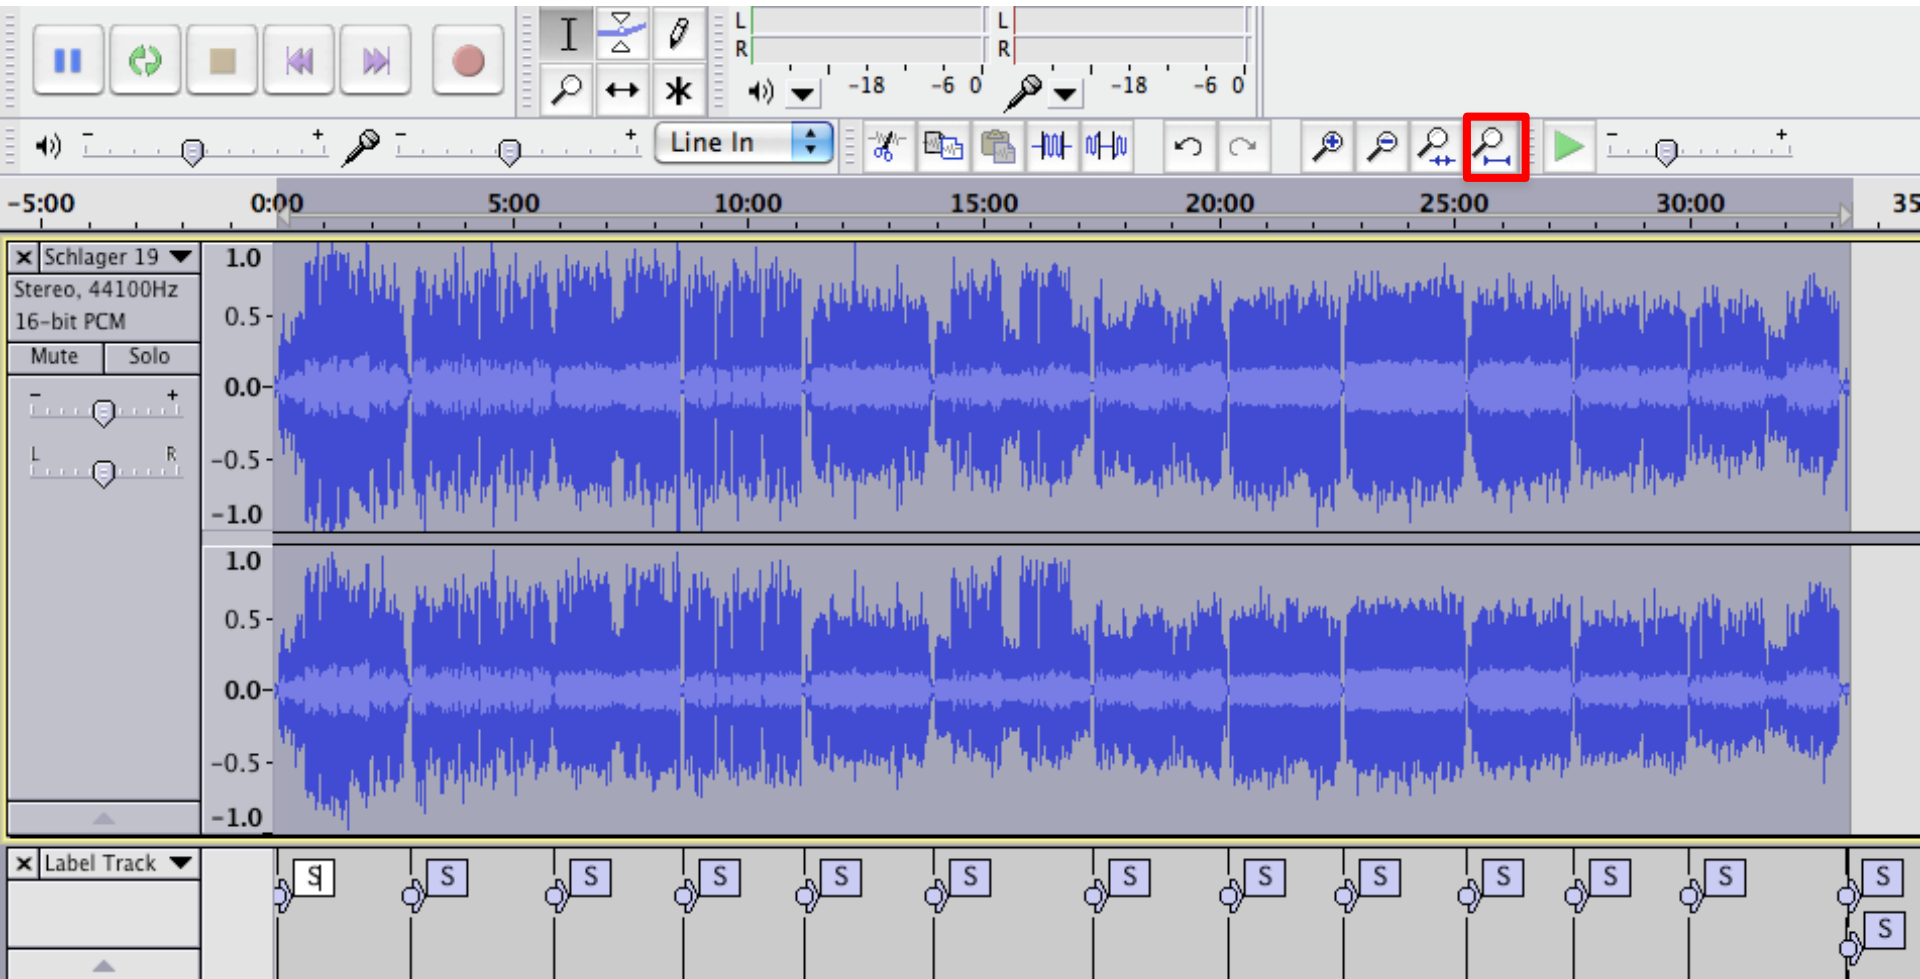 L L
R R
-18 -6 0 -18 -6 0
- + - + Line In - +
-5:00 0:00 5:00 10:00 15:00 20:00 25:00 30:00 35
Schlager 19 1.0
Stereo, 44100Hz
16-bit PCM 0.5
Mute Solo
0.0
- +
L R -0.5
-1.0
1.0
0.5
0.0
-0.5
-1.0
Label Track
S S S S S S S S S S S S S
S